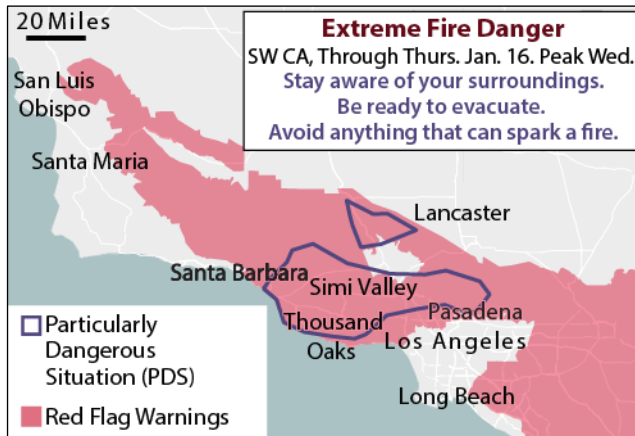 20 Miles
Extreme Fire Danger
SW CA, Through Thurs. Jan. 16. Peak Wed.
Stay aware of your surroundings.
Be ready to evacuate.
Avoid anything that can spark a fire.
San Luis
Obispo
Santa Maria
Lancaster
Santa Barbara
Simi Valley
Pasadena
Thousand
Oaks
Los Angeles
Long Beach
Particularly
Dangerous
Situation (PDS)
Red Flag Warnings